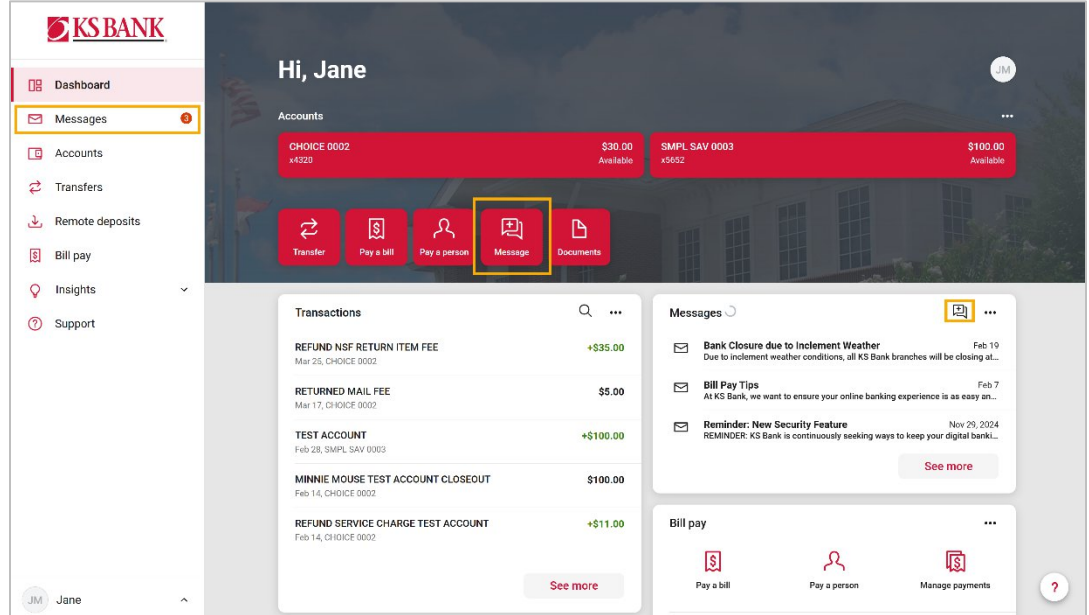 KS BANK
Dashboard
Messages 3
Accounts
Transfers
Remote deposits
Bill pay
Insights
Support
JM Jane
Hi, Jane
JM
Accounts
CHOICE 0002 $30.00
x4320 Available
SMPL SAV 0003 $100.00
x5652 Available
Transfer Pay a bill Pay a person Message Documents
Transactions
REFUND NSF RETURN ITEM FEE +$35.00
Mar 25, CHOICE 0002
RETURNED MAIL FEE $5.00
Mar 17, CHOICE 0002
TEST ACCOUNT +$100.00
Feb 28, SMPL SAV 0003
MINNIE MOUSE TEST ACCOUNT CLOSEOUT $100.00
Feb 14, CHOICE 0002
REFUND SERVICE CHARGE TEST ACCOUNT +$11.00
Feb 14, CHOICE 0002
See more
Messages
Bank Closure due to Inclement Weather Feb 19
Due to inclement weather conditions, all KS Bank branches will be closing at...
Bill Pay Tips Feb 7
At KS Bank, we want to ensure your online banking experience is as easy an...
Reminder: New Security Feature Nov 29, 2024
REMINDER: KS Bank is continuously seeking ways to keep your digital banki...
See more
Bill pay
Pay a bill Pay a person Manage payments
?